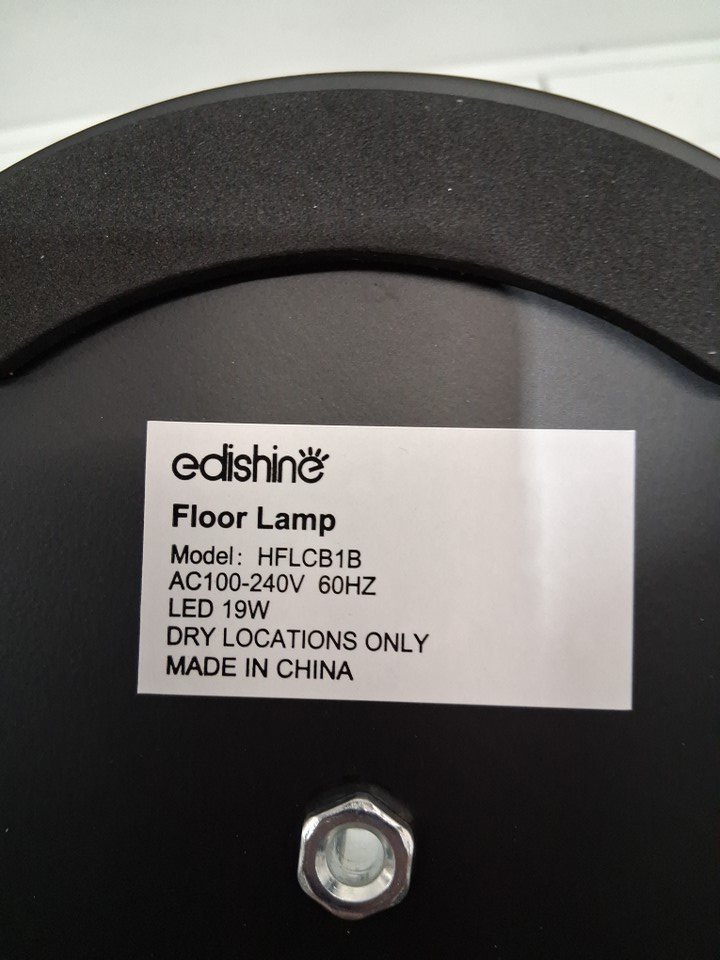 edishine
Floor Lamp
Model: HFLCB1B
AC100-240V 60HZ
LED 19W
DRY LOCATIONS ONLY
MADE IN CHINA